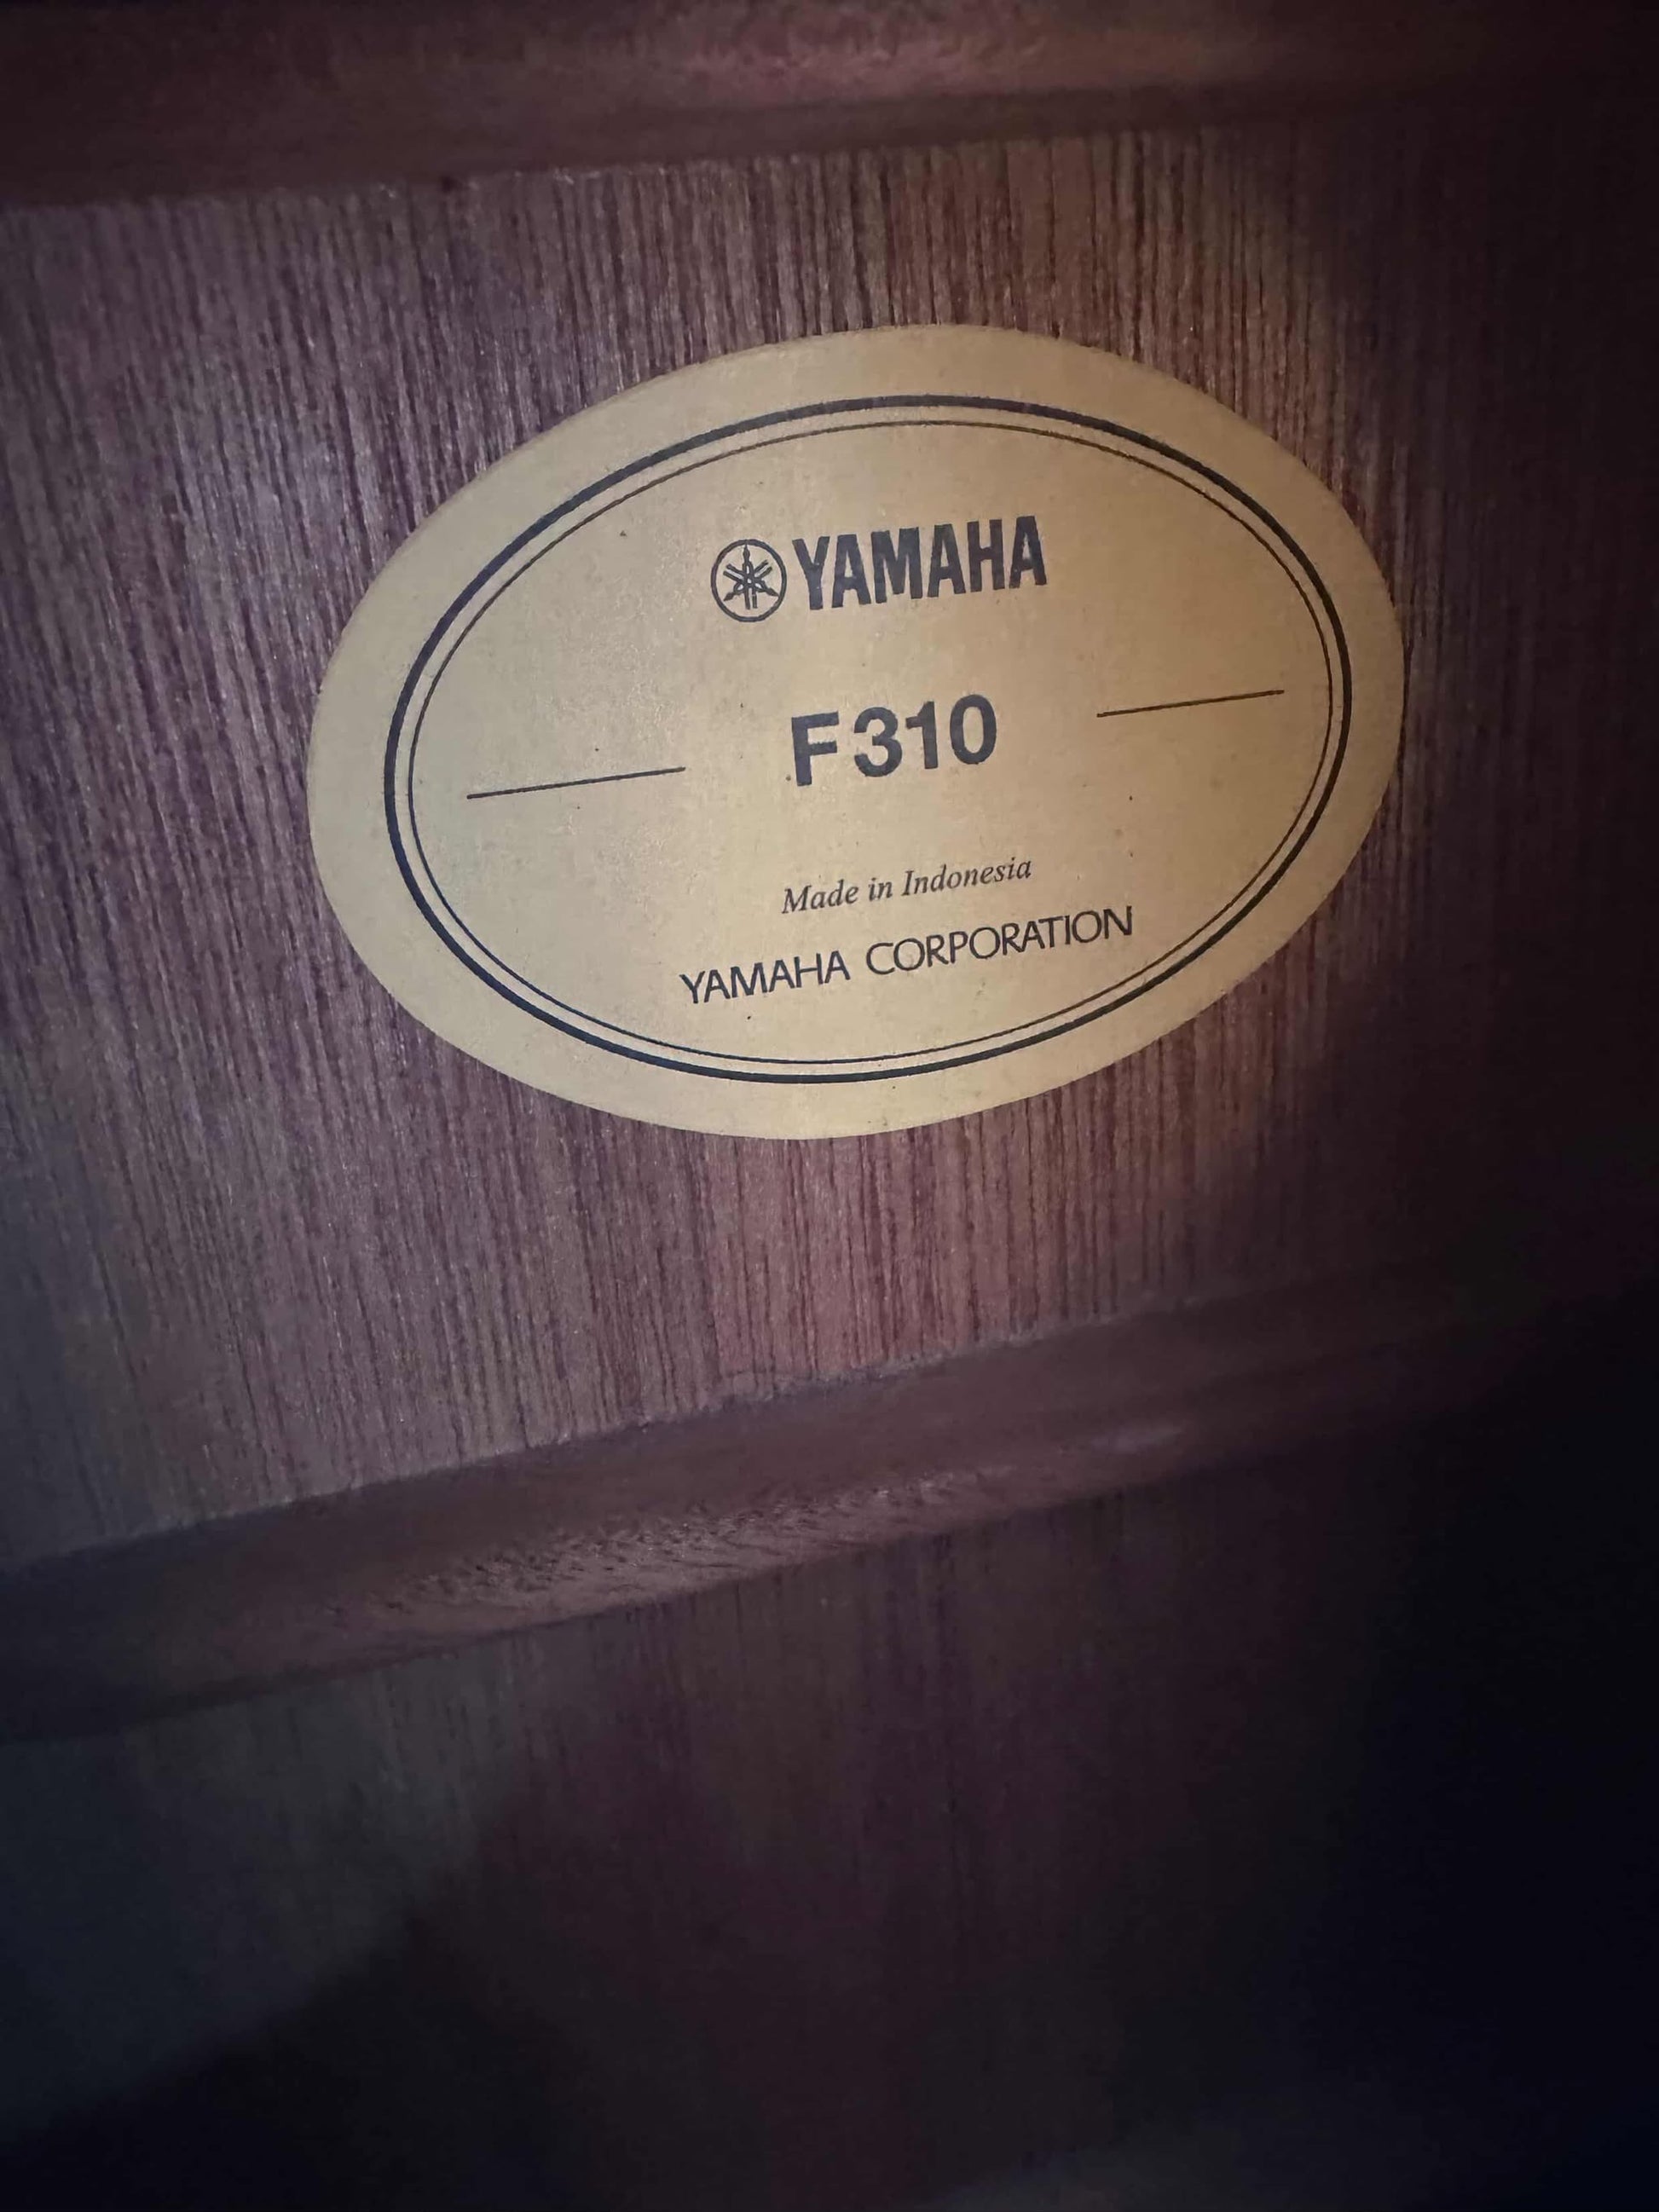 YAMAHA
F310
Made in Indonesia
YAMAHA CORPORATION